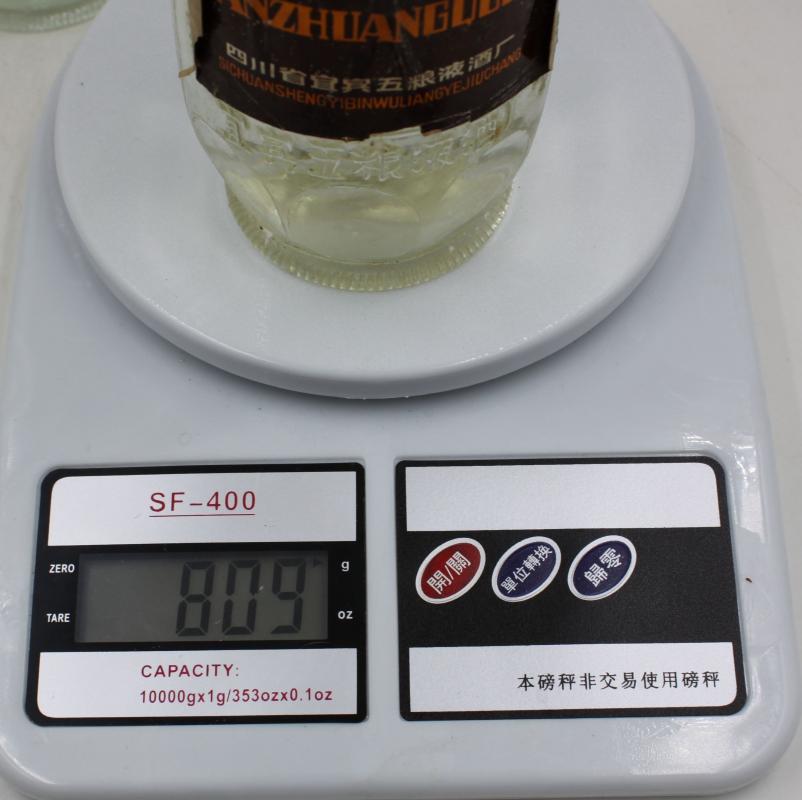 四川省宜宾五粮液酒厂
SICHUANSHENGYIBINWULIANGYEJIUCHANG
SF-400
ZERO
g
809
TARE
oz
CAPACITY:
10000gx1g/353ozx0.1oz
開/關
單位轉换
歸零
本磅秤非交易使用磅秤